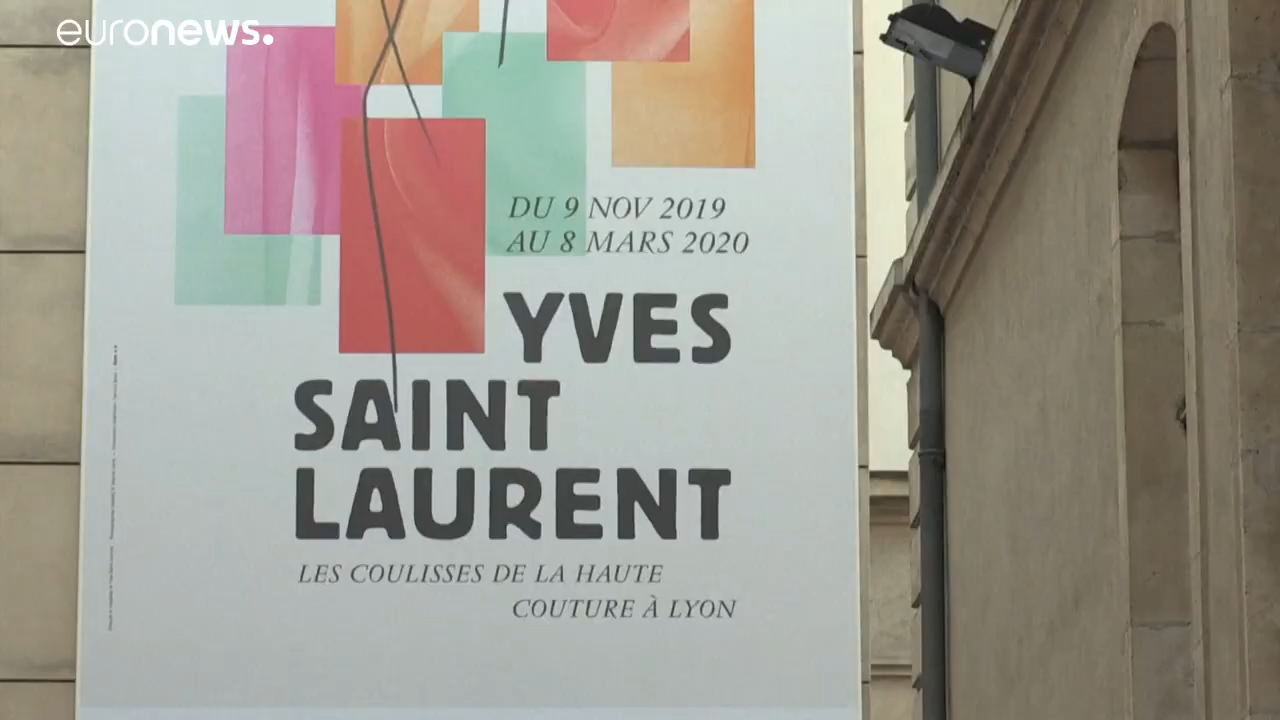 euronews.
DU 9 NOV 2019
AU 8 MARS 2020
YVES
SAINT
LAURENT
LES COULISSES DE LA HAUTE
COUTURE À LYON